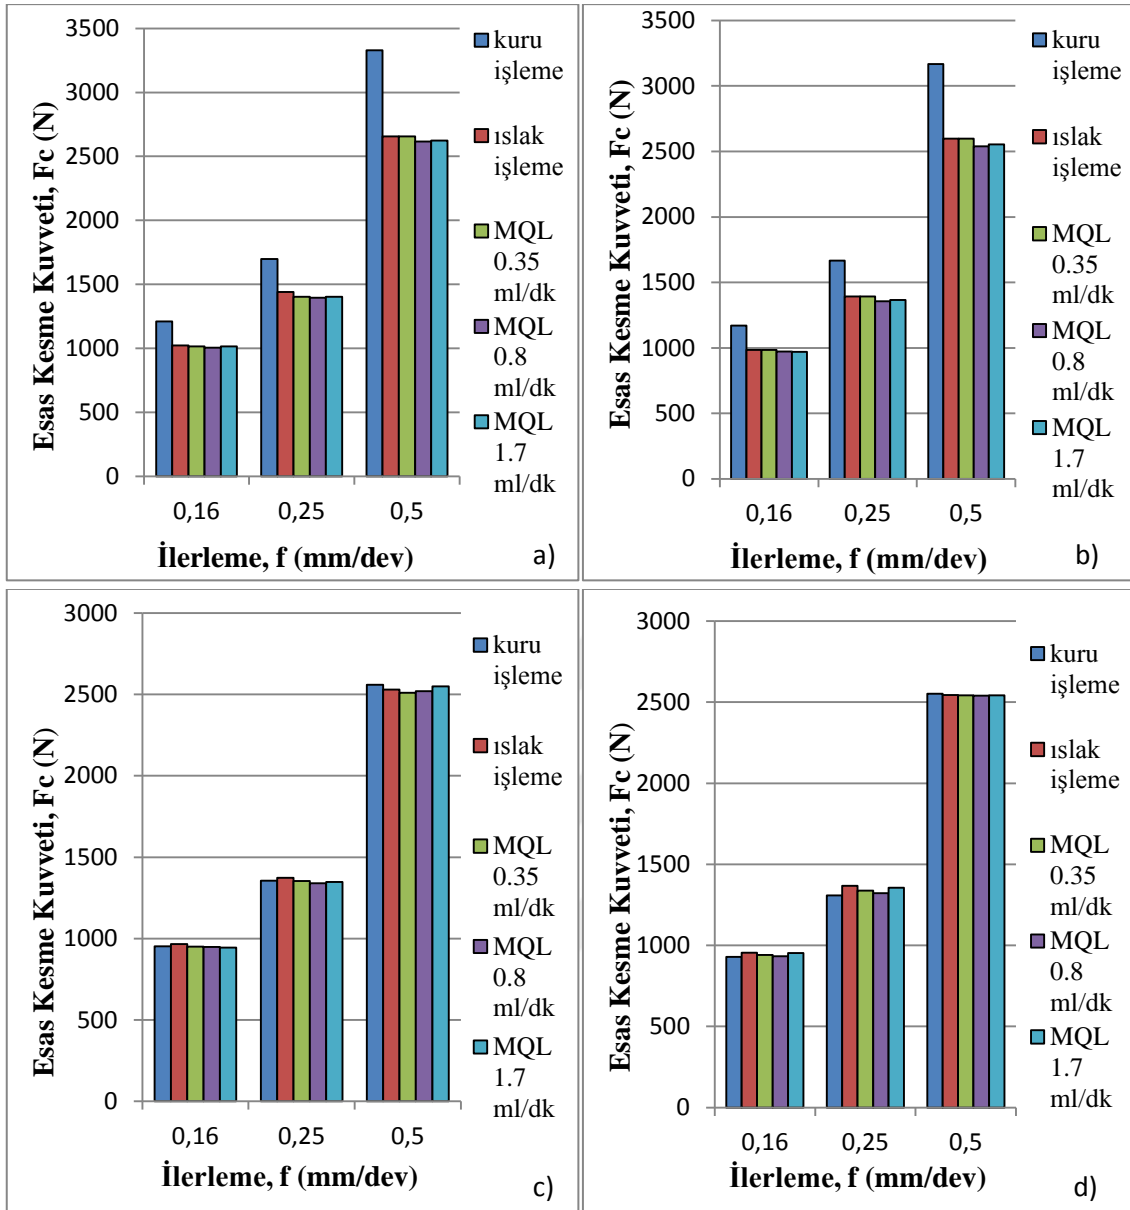 Esas Kesme Kuvveti, Fc (N)
3500
3000
2500
2000
1500
1000
500
0
0,16 0,25 0,5
İlerleme, f (mm/dev)
kuru
işleme
ıslak
işleme
MQL
0.35
ml/dk
MQL
0.8
ml/dk
MQL
1.7
ml/dk
a)
Esas Kesme Kuvveti, Fc (N)
3500
3000
2500
2000
1500
1000
500
0
0,16 0,25 0,5
İlerleme, f (mm/dev)
kuru
işleme
ıslak
işleme
MQL
0.35
ml/dk
MQL
0.8
ml/dk
MQL
1.7
ml/dk
b)
Esas Kesme Kuvveti, Fc (N)
3000
2500
2000
1500
1000
500
0
0,16 0,25 0,5
İlerleme, f (mm/dev)
kuru
işleme
ıslak
işleme
MQL
0.35
ml/dk
MQL
0.8
ml/dk
MQL
1.7
ml/dk
c)
Esas Kesme Kuvveti, Fc (N)
3000
2500
2000
1500
1000
500
0
0,16 0,25 0,5
İlerleme, f (mm/dev)
kuru
işleme
ıslak
işleme
MQL
0.35
ml/dk
MQL
0.8
ml/dk
MQL
1.7
ml/dk
d)